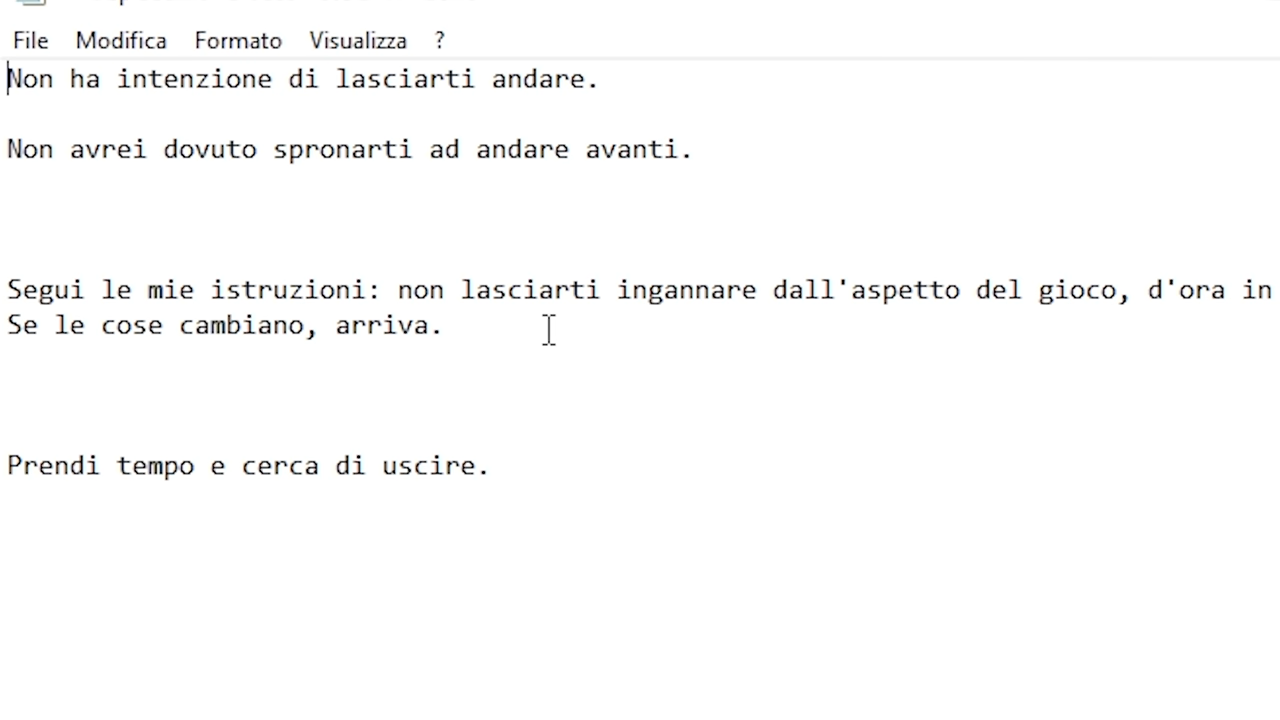 File Modifica Formato Visualizza ?
Non ha intenzione di lasciarti andare.
Non avrei dovuto spronarti ad andare avanti.
Segui le mie istruzioni: non lasciarti ingannare dall'aspetto del gioco, d'ora in
Se le cose cambiano, arriva.
Prendi tempo e cerca di uscire.